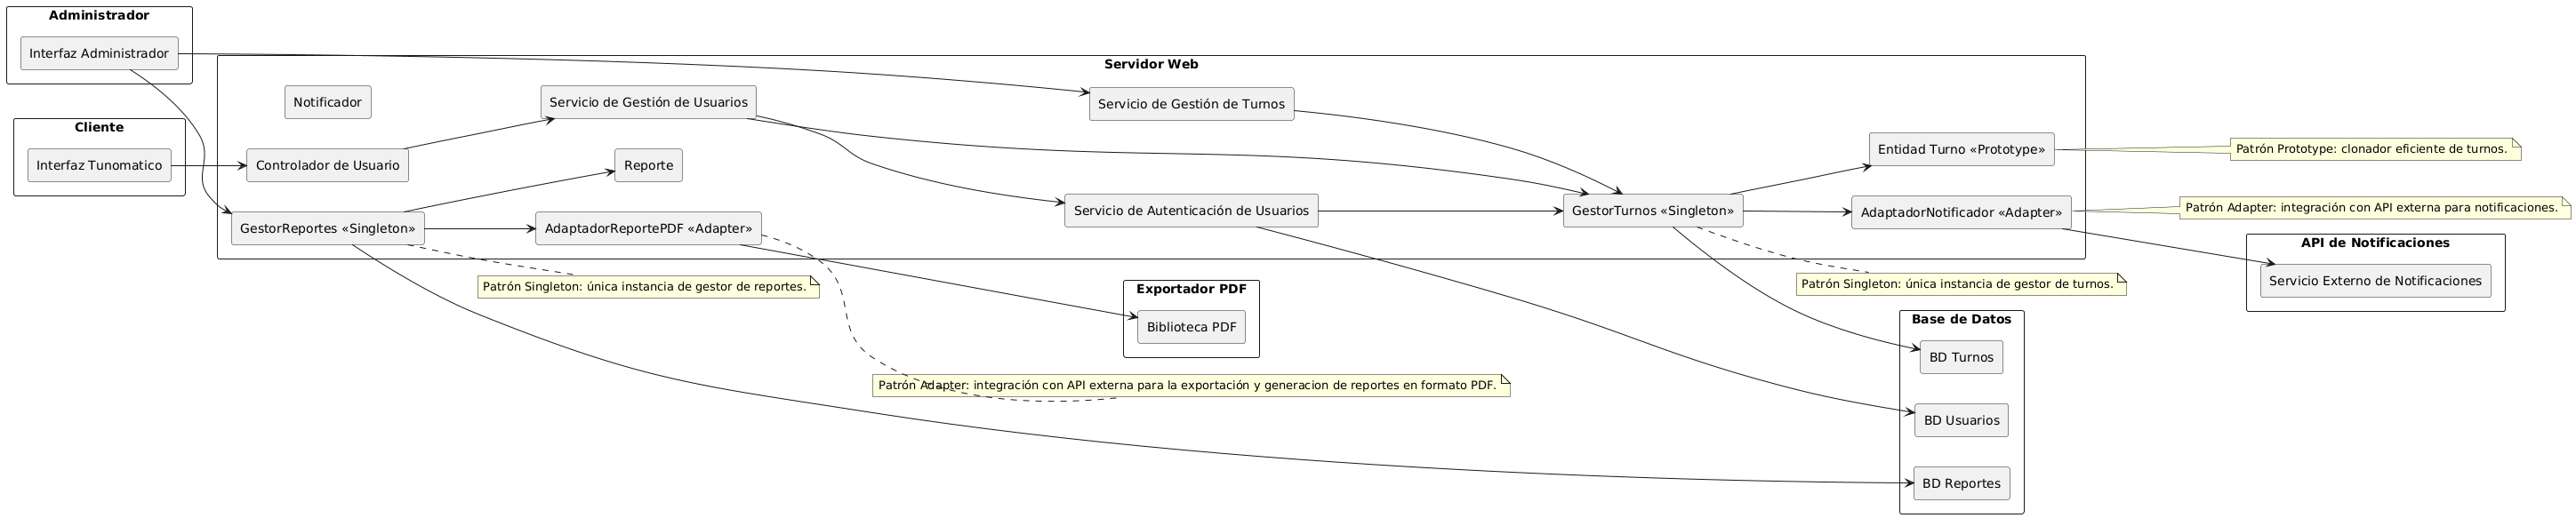 Administrador
Interfaz Administrador
Servidor Web
Notificador
Servicio de Gestión de Usuarios
Servicio de Gestión de Turnos
Cliente
Interfaz Tunomatico
Controlador de Usuario
Reporte
Entidad Turno «Prototype»
Patrón Prototype: clonador eficiente de turnos.
GestorReportes «Singleton»
AdaptadorReportePDF «Adapter»
Servicio de Autenticación de Usuarios
GestorTurnos «Singleton»
AdaptadorNotificador «Adapter»
Patrón Adapter: integración con API externa para notificaciones.
API de Notificaciones
Servicio Externo de Notificaciones
Patrón Singleton: única instancia de gestor de reportes.
Exportador PDF
Biblioteca PDF
Patrón Singleton: única instancia de gestor de turnos.
Base de Datos
BD Turnos
Patrón Adapter: integración con API externa para la exportación y generacion de reportes en formato PDF.
BD Usuarios
BD Reportes